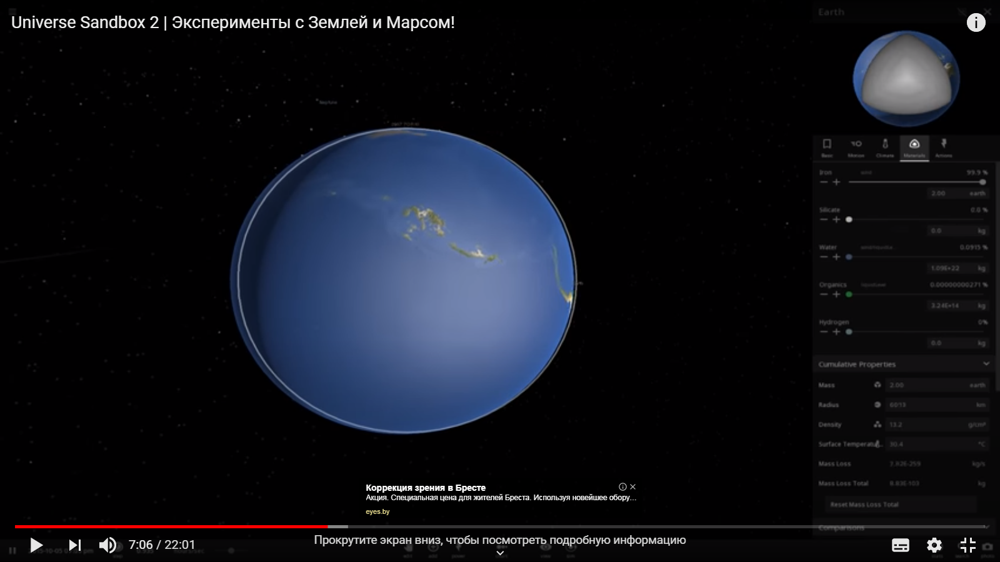 Universe Sandbox 2 | Эксперименты с Землей и Марсом!
Earth
Neptune
Basic
Motion
Climate
Materials
Actions
Iron
solid
99.9 %
2.00 earth
Silicate
0.0 %
0.0 kg
Water
0.0915 %
1.09E+22 kg
Organics
0.00000000271 %
3.24E+14 kg
Hydrogen
0%
0.0 kg
Cumulative Properties
Mass 2.00 earth
Radius 6013 km
Density 13.2 g/cm³
Surface Temperatu... 30.4 °C
Mass Loss 7.82E-259 kg/s
Mass Loss Total 8.83E-103 kg
Reset Mass Loss Total
Comparisons
Коррекция зрения в Бресте
Акция. Специальная цена для жителей Бреста. Используя новейшее обору...
eyes.by
7:06 / 22:01
Прокрутите экран вниз, чтобы посмотреть подробную информацию